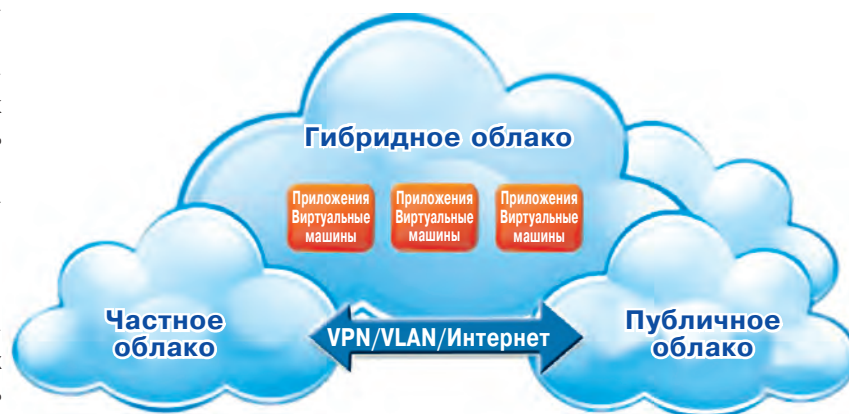 Гибридное облако
Приложения
Виртуальные
машины
Приложения
Виртуальные
машины
Приложения
Виртуальные
машины
Частное
облако
VPN/VLAN/Интернет
Публичное
облако